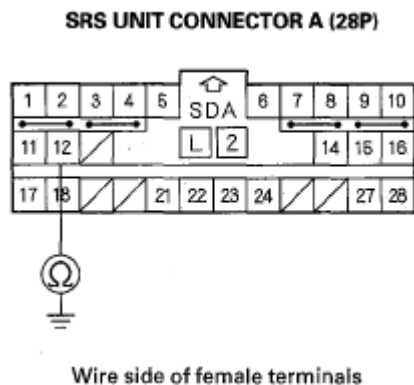 SRS UNIT CONNECTOR A (28P)
1 2 3 4 5 6 7 8 9 10
SDA
11 12 L 2 14 15 16
17 18 21 22 23 24 27 28
Ω
Wire side of female terminals